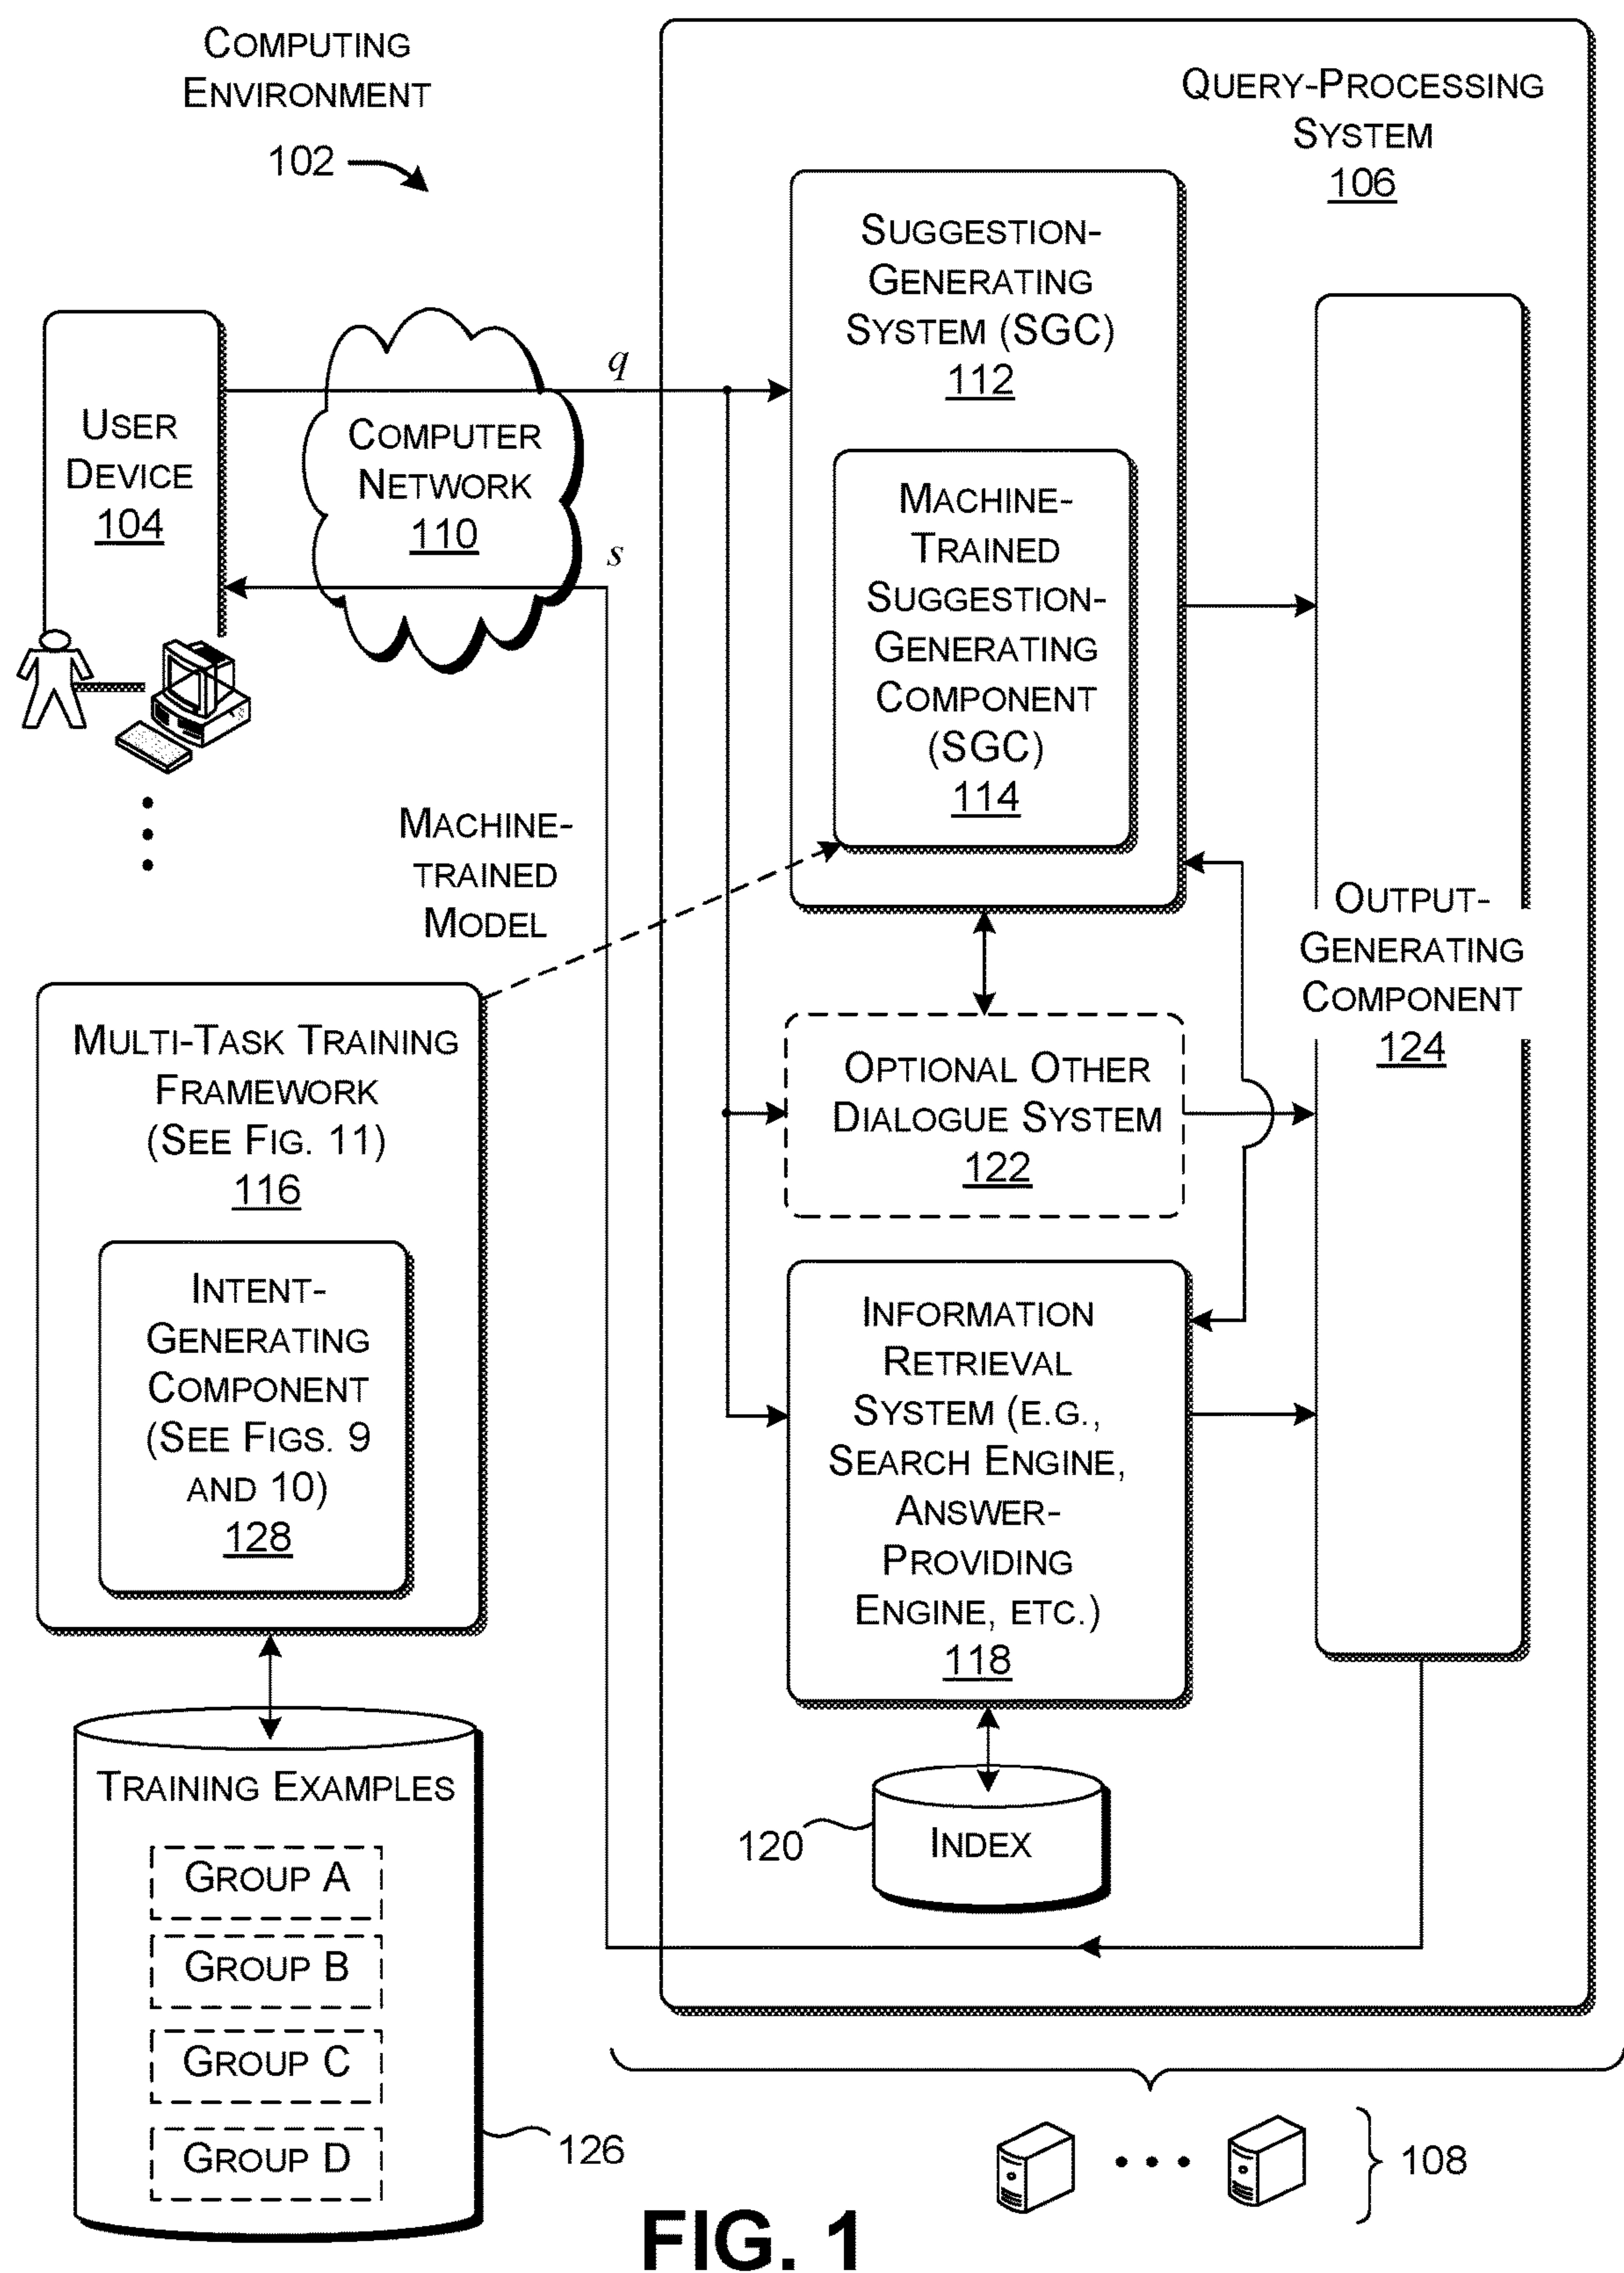 COMPUTING
ENVIRONMENT
102
QUERY-PROCESSING
SYSTEM
106
SUGGESTION-
GENERATING
SYSTEM (SGC)
112
MACHINE-
TRAINED
SUGGESTION-
GENERATING
COMPONENT
(SGC)
114
USER
DEVICE
104
COMPUTER
NETWORK
110
q
s
MACHINE-
TRAINED
MODEL
OUTPUT-
GENERATING
COMPONENT
124
MULTI-TASK TRAINING
FRAMEWORK
(SEE FIG. 11)
116
INTENT-
GENERATING
COMPONENT
(SEE FIGS. 9
AND 10)
128
OPTIONAL OTHER
DIALOGUE SYSTEM
122
INFORMATION
RETRIEVAL
SYSTEM (E.G.,
SEARCH ENGINE,
ANSWER-
PROVIDING
ENGINE, ETC.)
118
120
INDEX
TRAINING EXAMPLES
GROUP A
GROUP B
GROUP C
GROUP D
126
108
FIG. 1